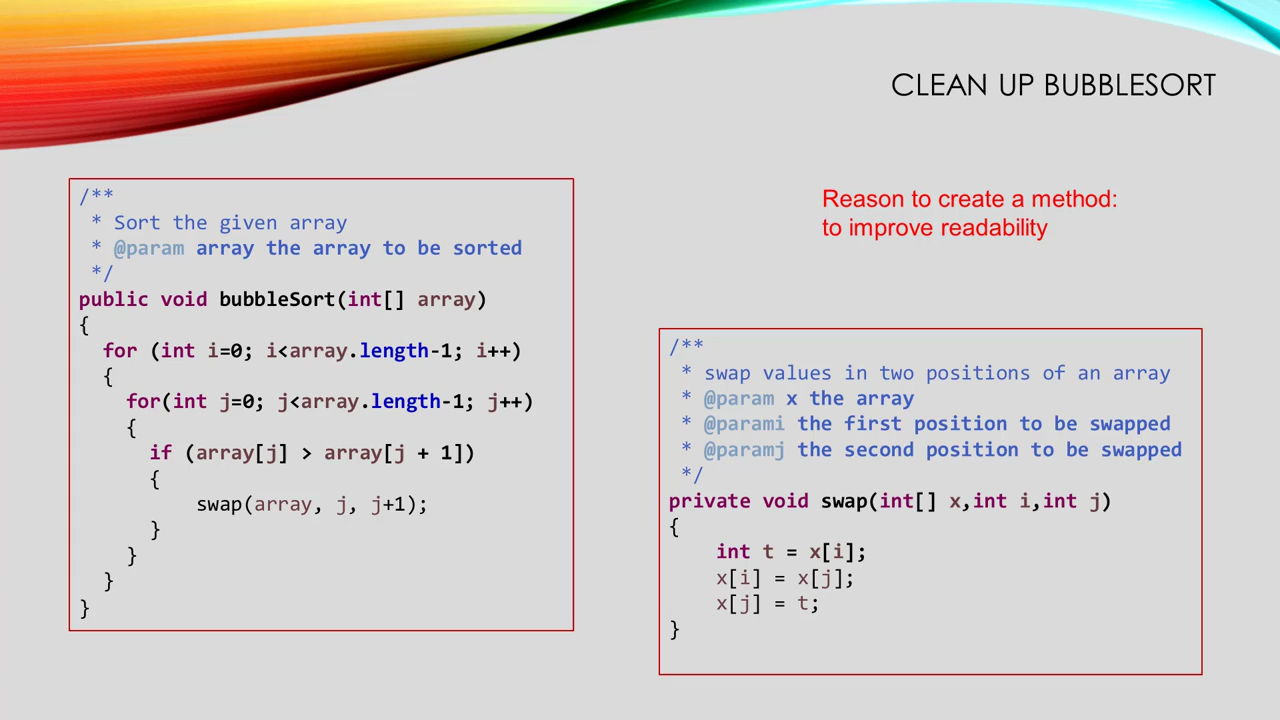 CLEAN UP BUBBLESORT
/**
 * Sort the given array
 * @param array the array to be sorted
 */
public void bubbleSort(int[] array)
{
  for (int i=0; i<array.length-1; i++)
  {
    for(int j=0; j<array.length-1; j++)
    {
      if (array[j] > array[j + 1])
      {
          swap(array, j, j+1);
      }
    }
  }
}
Reason to create a method:
to improve readability
/**
 * swap values in two positions of an array
 * @param x the array
 * @parami the first position to be swapped
 * @paramj the second position to be swapped
 */
private void swap(int[] x,int i,int j)
{
    int t = x[i];
    x[i] = x[j];
    x[j] = t;
}